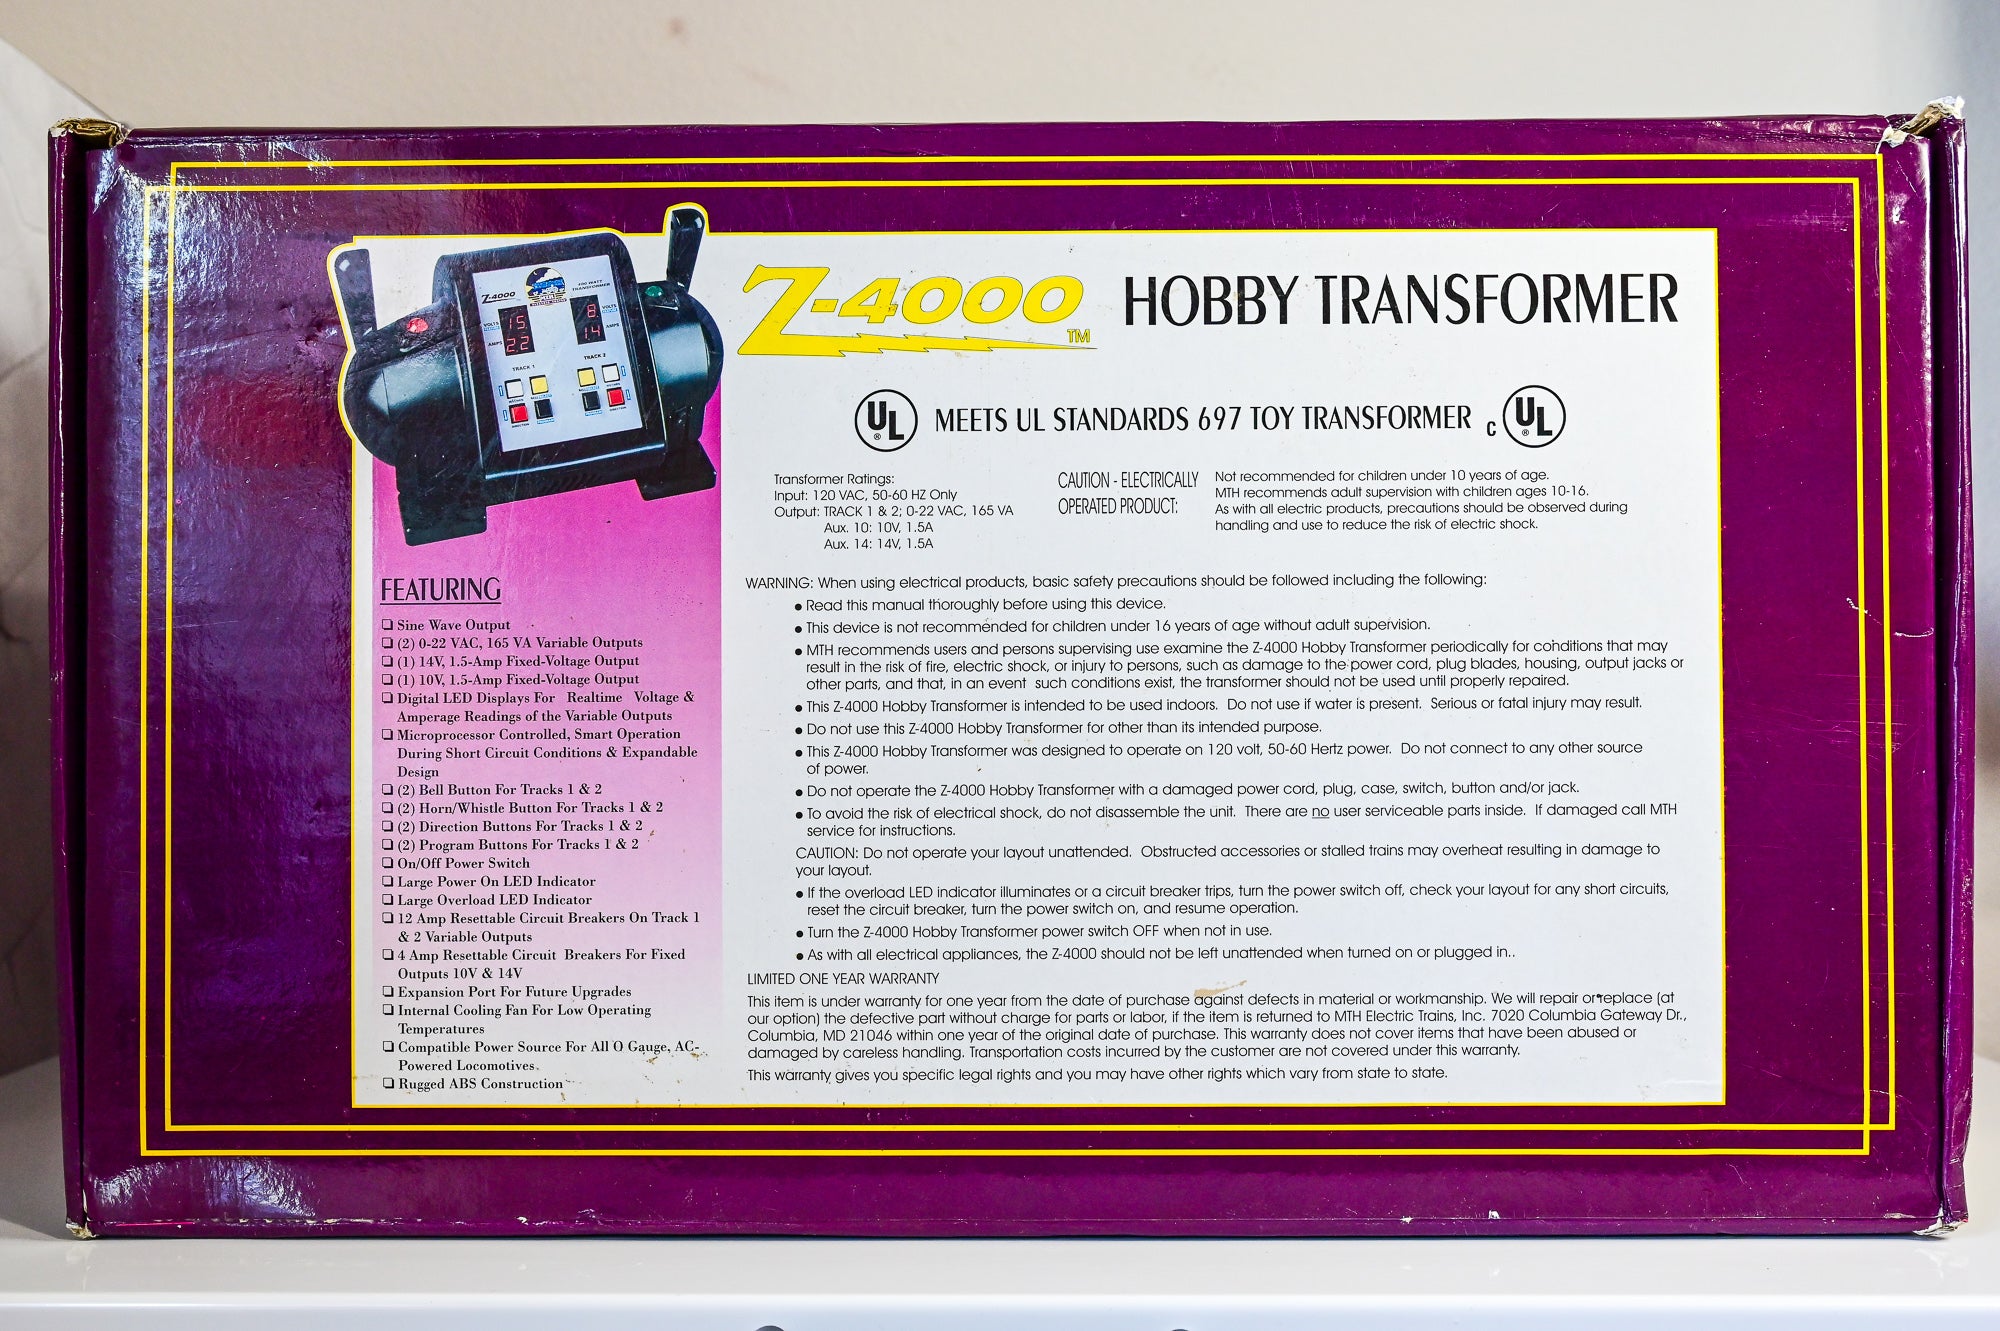 Z-4000
400 WATT
TRANSFORMER
VOLTS
15
AMPS
2.2
8
VOLTS
14
AMPS
TRACK 1
TRACK 2
DIRECTION
DIRECTION
Z-4000 TM HOBBY TRANSFORMER
UL ® MEETS UL STANDARDS 697 TOY TRANSFORMER C UL ®
Transformer Ratings:
Input: 120 VAC, 50-60 HZ Only
Output: TRACK 1 & 2; 0-22 VAC, 165 VA
Aux. 10: 10V, 1.5A
Aux. 14: 14V, 1.5A
CAUTION - ELECTRICALLY
OPERATED PRODUCT:
Not recommended for children under 10 years of age.
MTH recommends adult supervision with children ages 10-16.
As with all electric products, precautions should be observed during
handling and use to reduce the risk of electric shock.
FEATURING
❑ Sine Wave Output
❑ (2) 0-22 VAC, 165 VA Variable Outputs
❑ (1) 14V, 1.5-Amp Fixed-Voltage Output
❑ (1) 10V, 1.5-Amp Fixed-Voltage Output
❑ Digital LED Displays For Realtime Voltage &
Amperage Readings of the Variable Outputs
❑ Microprocessor Controlled, Smart Operation
During Short Circuit Conditions & Expandable
Design
❑ (2) Bell Button For Tracks 1 & 2
❑ (2) Horn/Whistle Button For Tracks 1 & 2
❑ (2) Direction Buttons For Tracks 1 & 2
❑ (2) Program Buttons For Tracks 1 & 2
❑ On/Off Power Switch
❑ Large Power On LED Indicator
❑ Large Overload LED Indicator
❑ 12 Amp Resettable Circuit Breakers On Track 1
& 2 Variable Outputs
❑ 4 Amp Resettable Circuit Breakers For Fixed
Outputs 10V & 14V
❑ Expansion Port For Future Upgrades
❑ Internal Cooling Fan For Low Operating
Temperatures
❑ Compatible Power Source For All O Gauge, AC-
Powered Locomotives.
❑ Rugged ABS Construction
WARNING: When using electrical products, basic safety precautions should be followed including the following:
● Read this manual thoroughly before using this device.
● This device is not recommended for children under 16 years of age without adult supervision.
● MTH recommends users and persons supervising use examine the Z-4000 Hobby Transformer periodically for conditions that may
result in the risk of fire, electric shock, or injury to persons, such as damage to the power cord, plug blades, housing, output jacks or
other parts, and that, in an event such conditions exist, the transformer should not be used until properly repaired.
● This Z-4000 Hobby Transformer is intended to be used indoors. Do not use if water is present. Serious or fatal injury may result.
● Do not use this Z-4000 Hobby Transformer for other than its intended purpose.
● This Z-4000 Hobby Transformer was designed to operate on 120 volt, 50-60 Hertz power. Do not connect to any other source
of power.
● Do not operate the Z-4000 Hobby Transformer with a damaged power cord, plug, case, switch, button and/or jack.
● To avoid the risk of electrical shock, do not disassemble the unit. There are no user serviceable parts inside. If damaged call MTH
service for instructions.
CAUTION: Do not operate your layout unattended. Obstructed accessories or stalled trains may overheat resulting in damage to
your layout.
● If the overload LED indicator illuminates or a circuit breaker trips, turn the power switch off, check your layout for any short circuits,
reset the circuit breaker, turn the power switch on, and resume operation.
● Turn the Z-4000 Hobby Transformer power switch OFF when not in use.
● As with all electrical appliances, the Z-4000 should not be left unattended when turned on or plugged in..
LIMITED ONE YEAR WARRANTY
This item is under warranty for one year from the date of purchase against defects in material or workmanship. We will repair or replace (at
our option) the defective part without charge for parts or labor, if the item is returned to MTH Electric Trains, Inc. 7020 Columbia Gateway Dr.,
Columbia, MD 21046 within one year of the original date of purchase. This warranty does not cover items that have been abused or
damaged by careless handling. Transportation costs incurred by the customer are not covered under this warranty.
This warranty gives you specific legal rights and you may have other rights which vary from state to state.